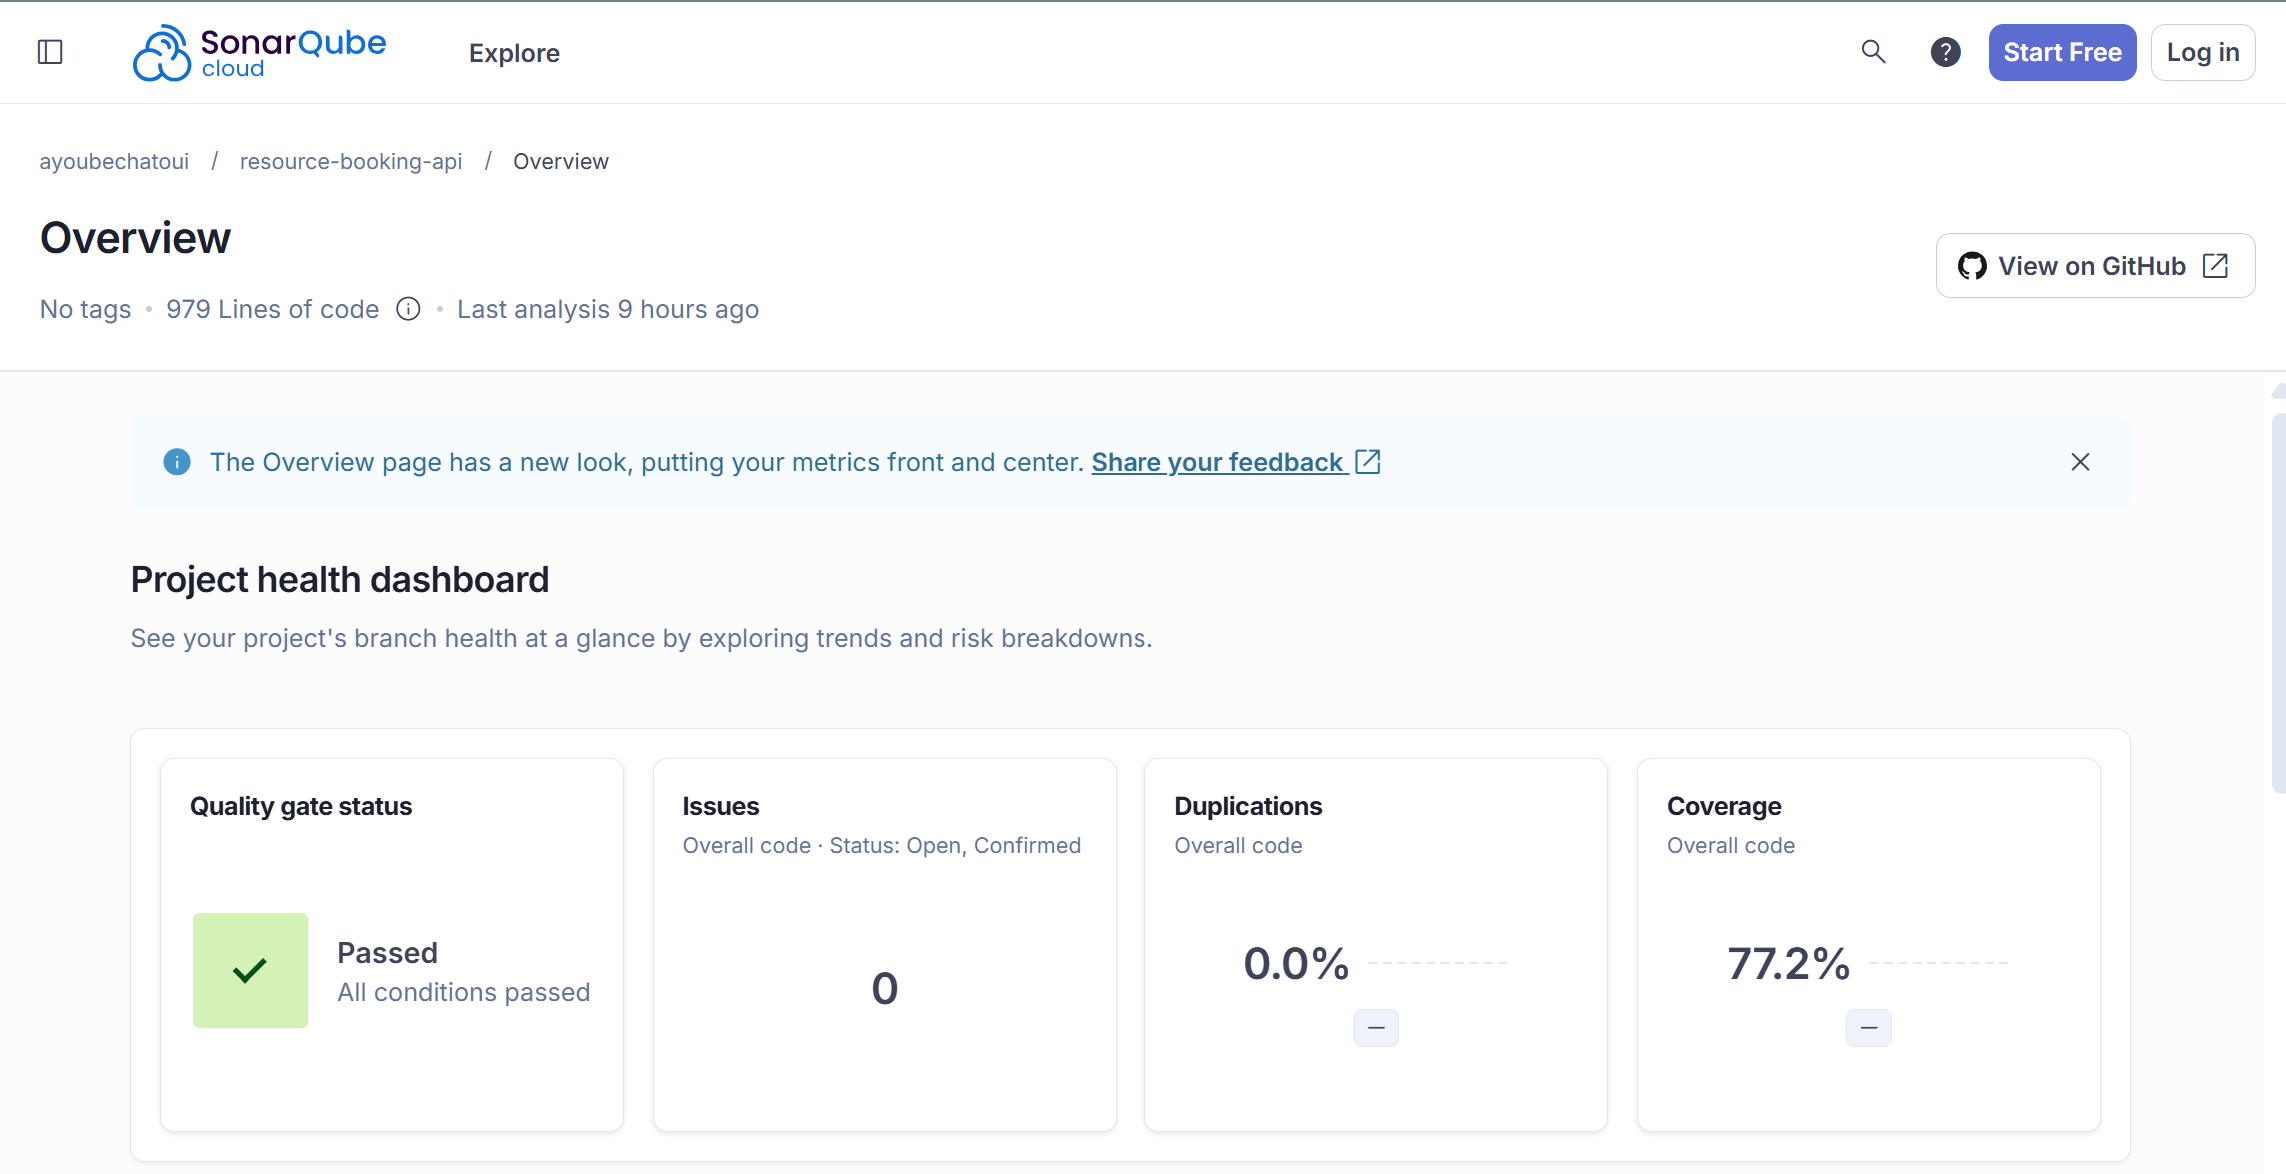 SonarQube cloud
Explore
Start Free
Log in
ayoubechatoui / resource-booking-api / Overview
Overview
View on GitHub
No tags • 979 Lines of code • Last analysis 9 hours ago
The Overview page has a new look, putting your metrics front and center. Share your feedback
Project health dashboard
See your project's branch health at a glance by exploring trends and risk breakdowns.
Quality gate status
Passed
All conditions passed
Issues
Overall code · Status: Open, Confirmed
0
Duplications
Overall code
0.0%
Coverage
Overall code
77.2%